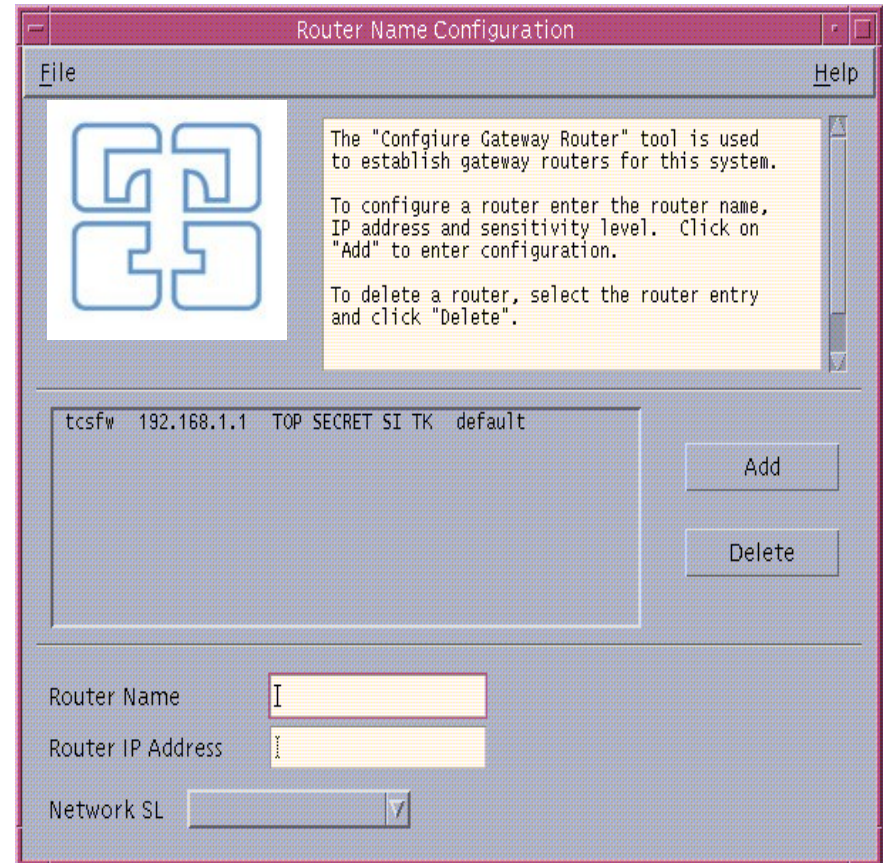 Router Name Configuration
File Help
The "Confgiure Gateway Router" tool is used
to establish gateway routers for this system.
To configure a router enter the router name,
IP address and sensitivity level. Click on
"Add" to enter configuration.
To delete a router, select the router entry
and click "Delete".
tcsfw 192.168.1.1 TOP SECRET SI TK default
Add
Delete
Router Name
Router IP Address
Network SL